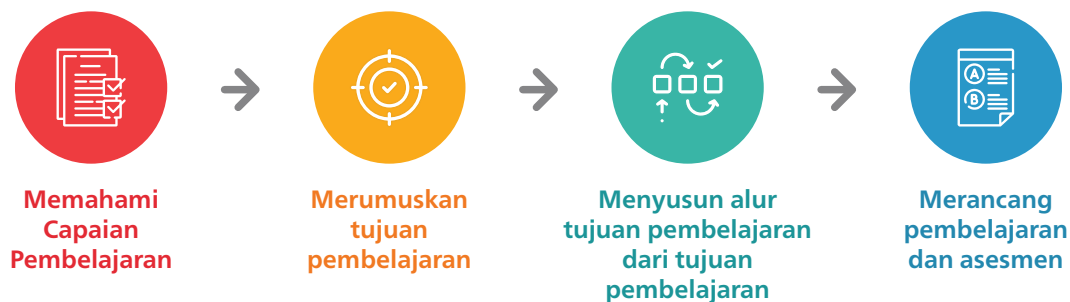 Memahami
Capaian
Pembelajaran
Merumuskan
tujuan
pembelajaran
Menyusun alur
tujuan pembelajaran
dari tujuan
pembelajaran
A
B
Merancang
pembelajaran
dan asesmen